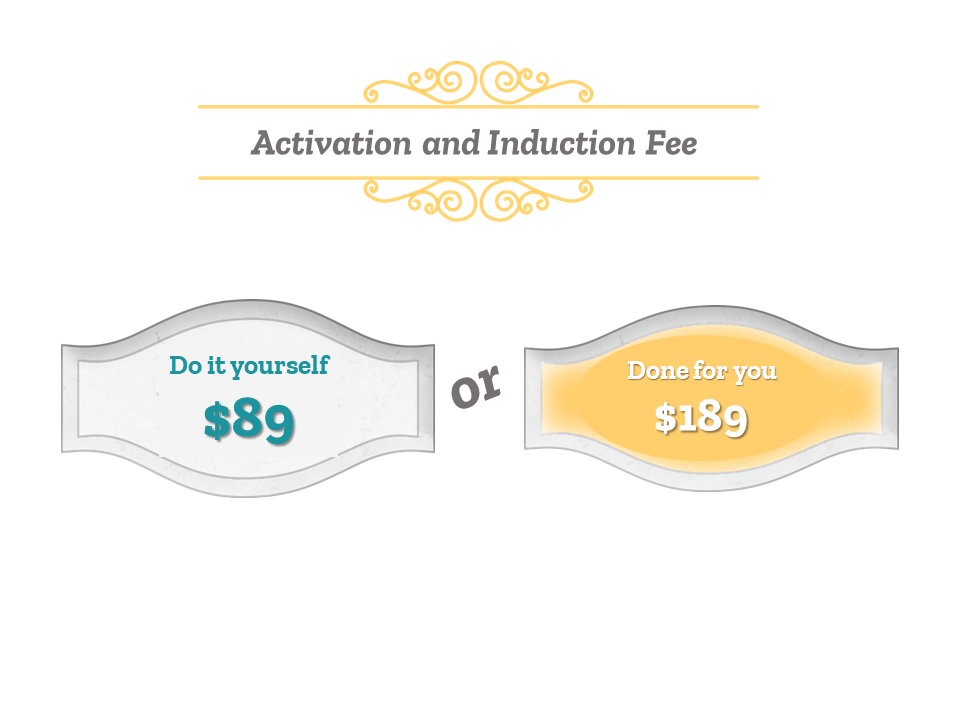 Activation and Induction Fee
Do it yourself
$89
or
Done for you
$189